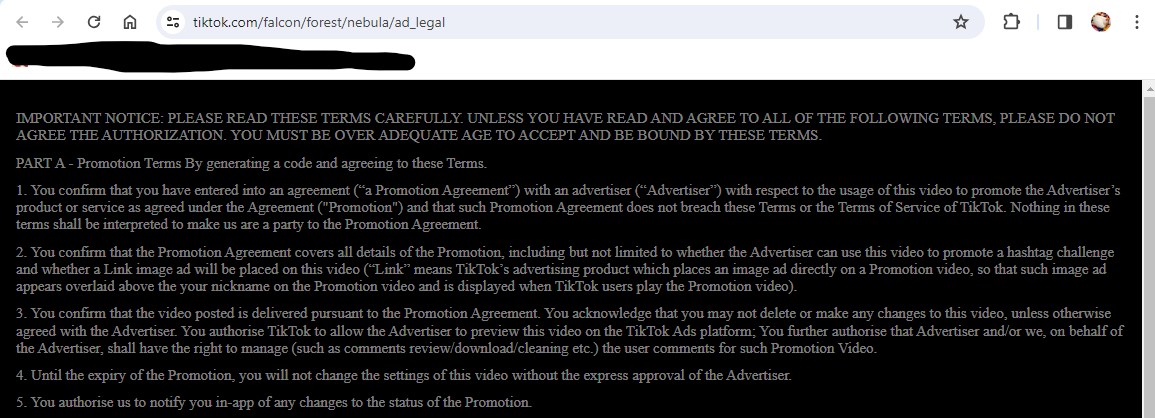 tiktok.com/falcon/forest/nebula/ad_legal
IMPORTANT NOTICE: PLEASE READ THESE TERMS CAREFULLY. UNLESS YOU HAVE READ AND AGREE TO ALL OF THE FOLLOWING TERMS, PLEASE DO NOT
AGREE THE AUTHORIZATION. YOU MUST BE OVER ADEQUATE AGE TO ACCEPT AND BE BOUND BY THESE TERMS.
PART A - Promotion Terms By generating a code and agreeing to these Terms.
1. You confirm that you have entered into an agreement (“a Promotion Agreement”) with an advertiser (“Advertiser”) with respect to the usage of this video to promote the Advertiser’s
product or service as agreed under the Agreement ("Promotion") and that such Promotion Agreement does not breach these Terms or the Terms of Service of TikTok. Nothing in these
terms shall be interpreted to make us are a party to the Promotion Agreement.
2. You confirm that the Promotion Agreement covers all details of the Promotion, including but not limited to whether the Advertiser can use this video to promote a hashtag challenge
and whether a Link image ad will be placed on this video (“Link” means TikTok’s advertising product which places an image ad directly on a Promotion video, so that such image ad
appears overlaid above the your nickname on the Promotion video and is displayed when TikTok users play the Promotion video).
3. You confirm that the video posted is delivered pursuant to the Promotion Agreement. You acknowledge that you may not delete or make any changes to this video, unless otherwise
agreed with the Advertiser. You authorise TikTok to allow the Advertiser to preview this video on the TikTok Ads platform; You further authorise that Advertiser and/or we, on behalf of
the Advertiser, shall have the right to manage (such as comments review/download/cleaning etc.) the user comments for such Promotion Video.
4. Until the expiry of the Promotion, you will not change the settings of this video without the express approval of the Advertiser.
5. You authorise us to notify you in-app of any changes to the status of the Promotion.